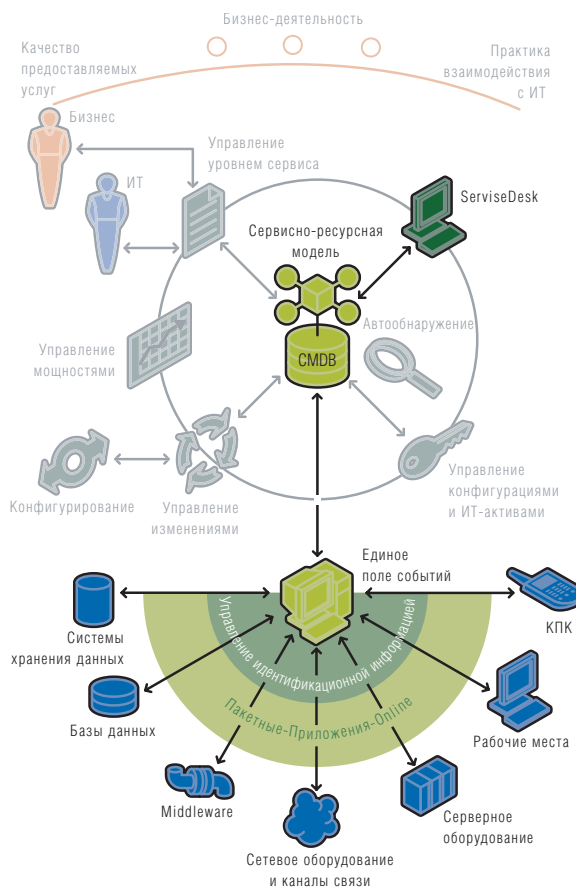 Бизнес-деятельность
Качество
предоставляемых
услуг
Практика
взаимодействия
с ИТ
Бизнес
Управление
уровнем сервиса
ИТ
ServiseDesk
Сервисно-ресурсная
модель
Автообнаружение
CMDB
Управление
мощностями
Конфигурирование
Управление
изменениями
Управление
конфигурациями
и ИТ-активами
Единое
поле событий
КПК
Системы
хранения данных
Управление идентификационной информацией
Пакетные-Приложения-Online
Базы данных
Рабочие места
Middleware
Серверное
оборудование
Сетевое оборудование
и каналы связи